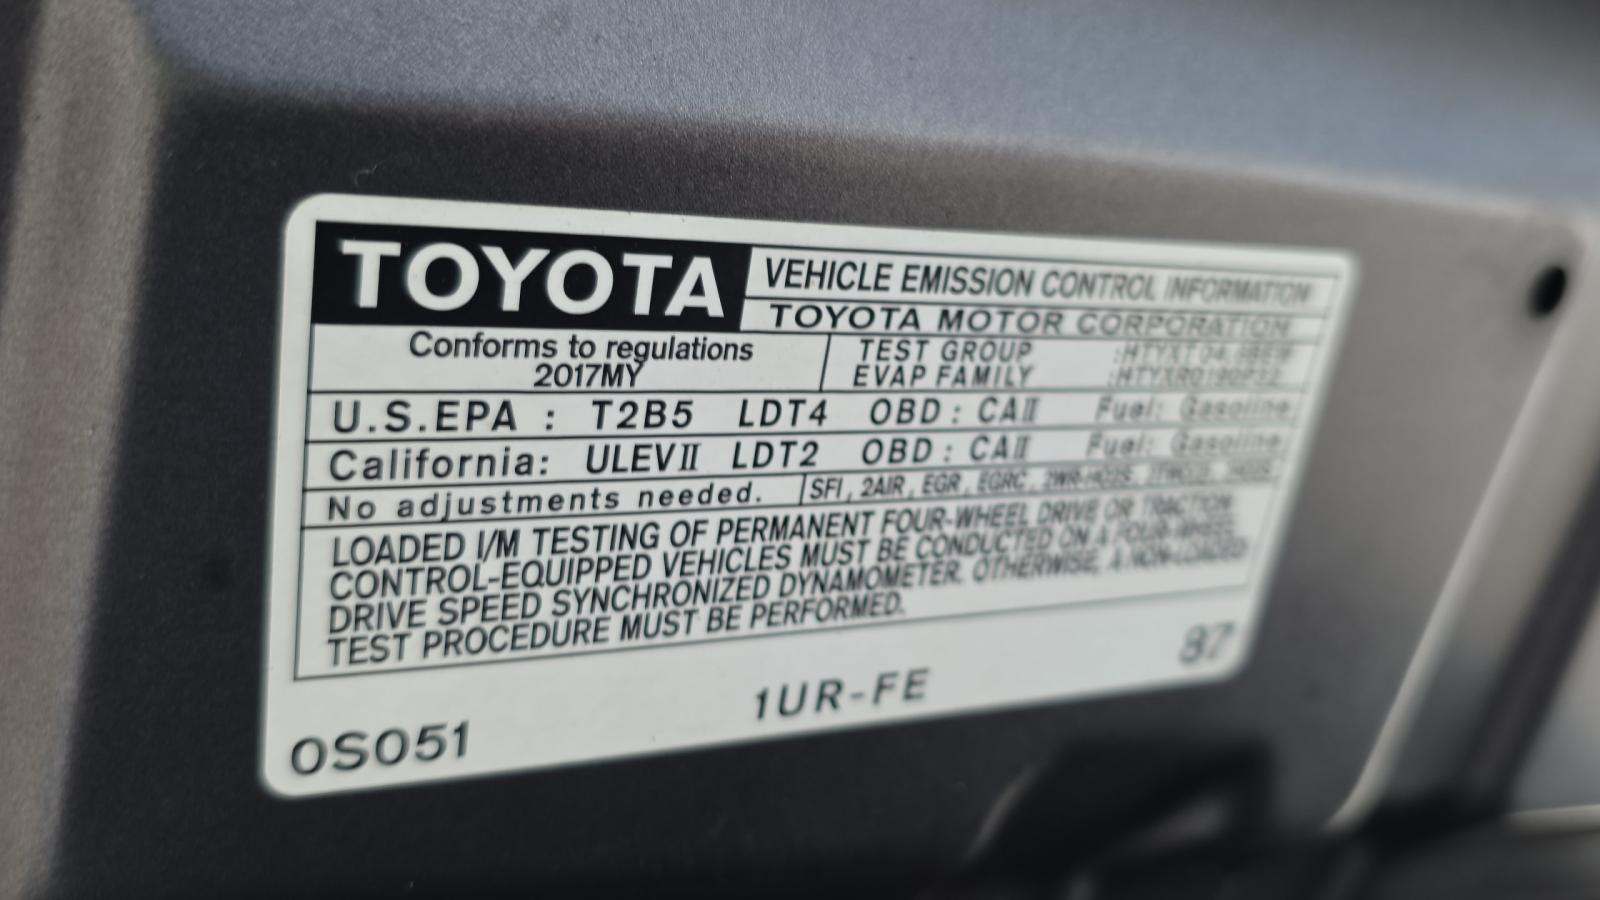 TOYOTA
VEHICLE EMISSION CONTROL INFORMATION
TOYOTA MOTOR CORPORATION
Conforms to regulations
2017MY
TEST GROUP
EVAP FAMILY
U.S.EPA : T2B5 LDT4 OBD : CAII Fuel: Gasoline
California: ULEVII LDT2 OBD : CAII Fuel: Gasoline
No adjustments needed.
SFI, 2AIR, EGR, EGRC,
LOADED I/M TESTING OF PERMANENT FOUR-WHEEL DRIVE OR TRACTION
CONTROL-EQUIPPED VEHICLES MUST BE CONDUCTED ON A FOUR-WHEEL
DRIVE SPEED SYNCHRONIZED DYNAMOMETER. OTHERWISE, A NON-LOADED
TEST PROCEDURE MUST BE PERFORMED.
0S051
1UR-FE
87